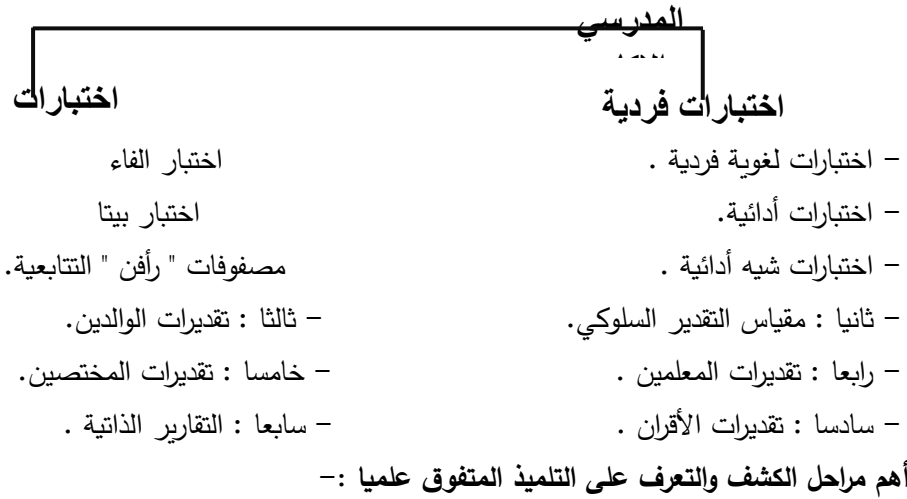 المدرسي
اختبارات فردية
اختبارات
- اختبارات لغوية فردية .
اختبار الفاء
- اختبارات أدائية.
اختبار بيتا
- اختبارات شيه أدائية .
مصفوفات " رأفن " التتابعية.
- ثانيا : مقياس التقدير السلوكي.
- ثالثا : تقديرات الوالدين.
- رابعا : تقديرات المعلمين .
- خامسا : تقديرات المختصين.
- سادسا : تقديرات الأقران .
- سابعا : التقارير الذاتية .
أهم مراحل الكشف والتعرف على التلميذ المتفوق علميا :-